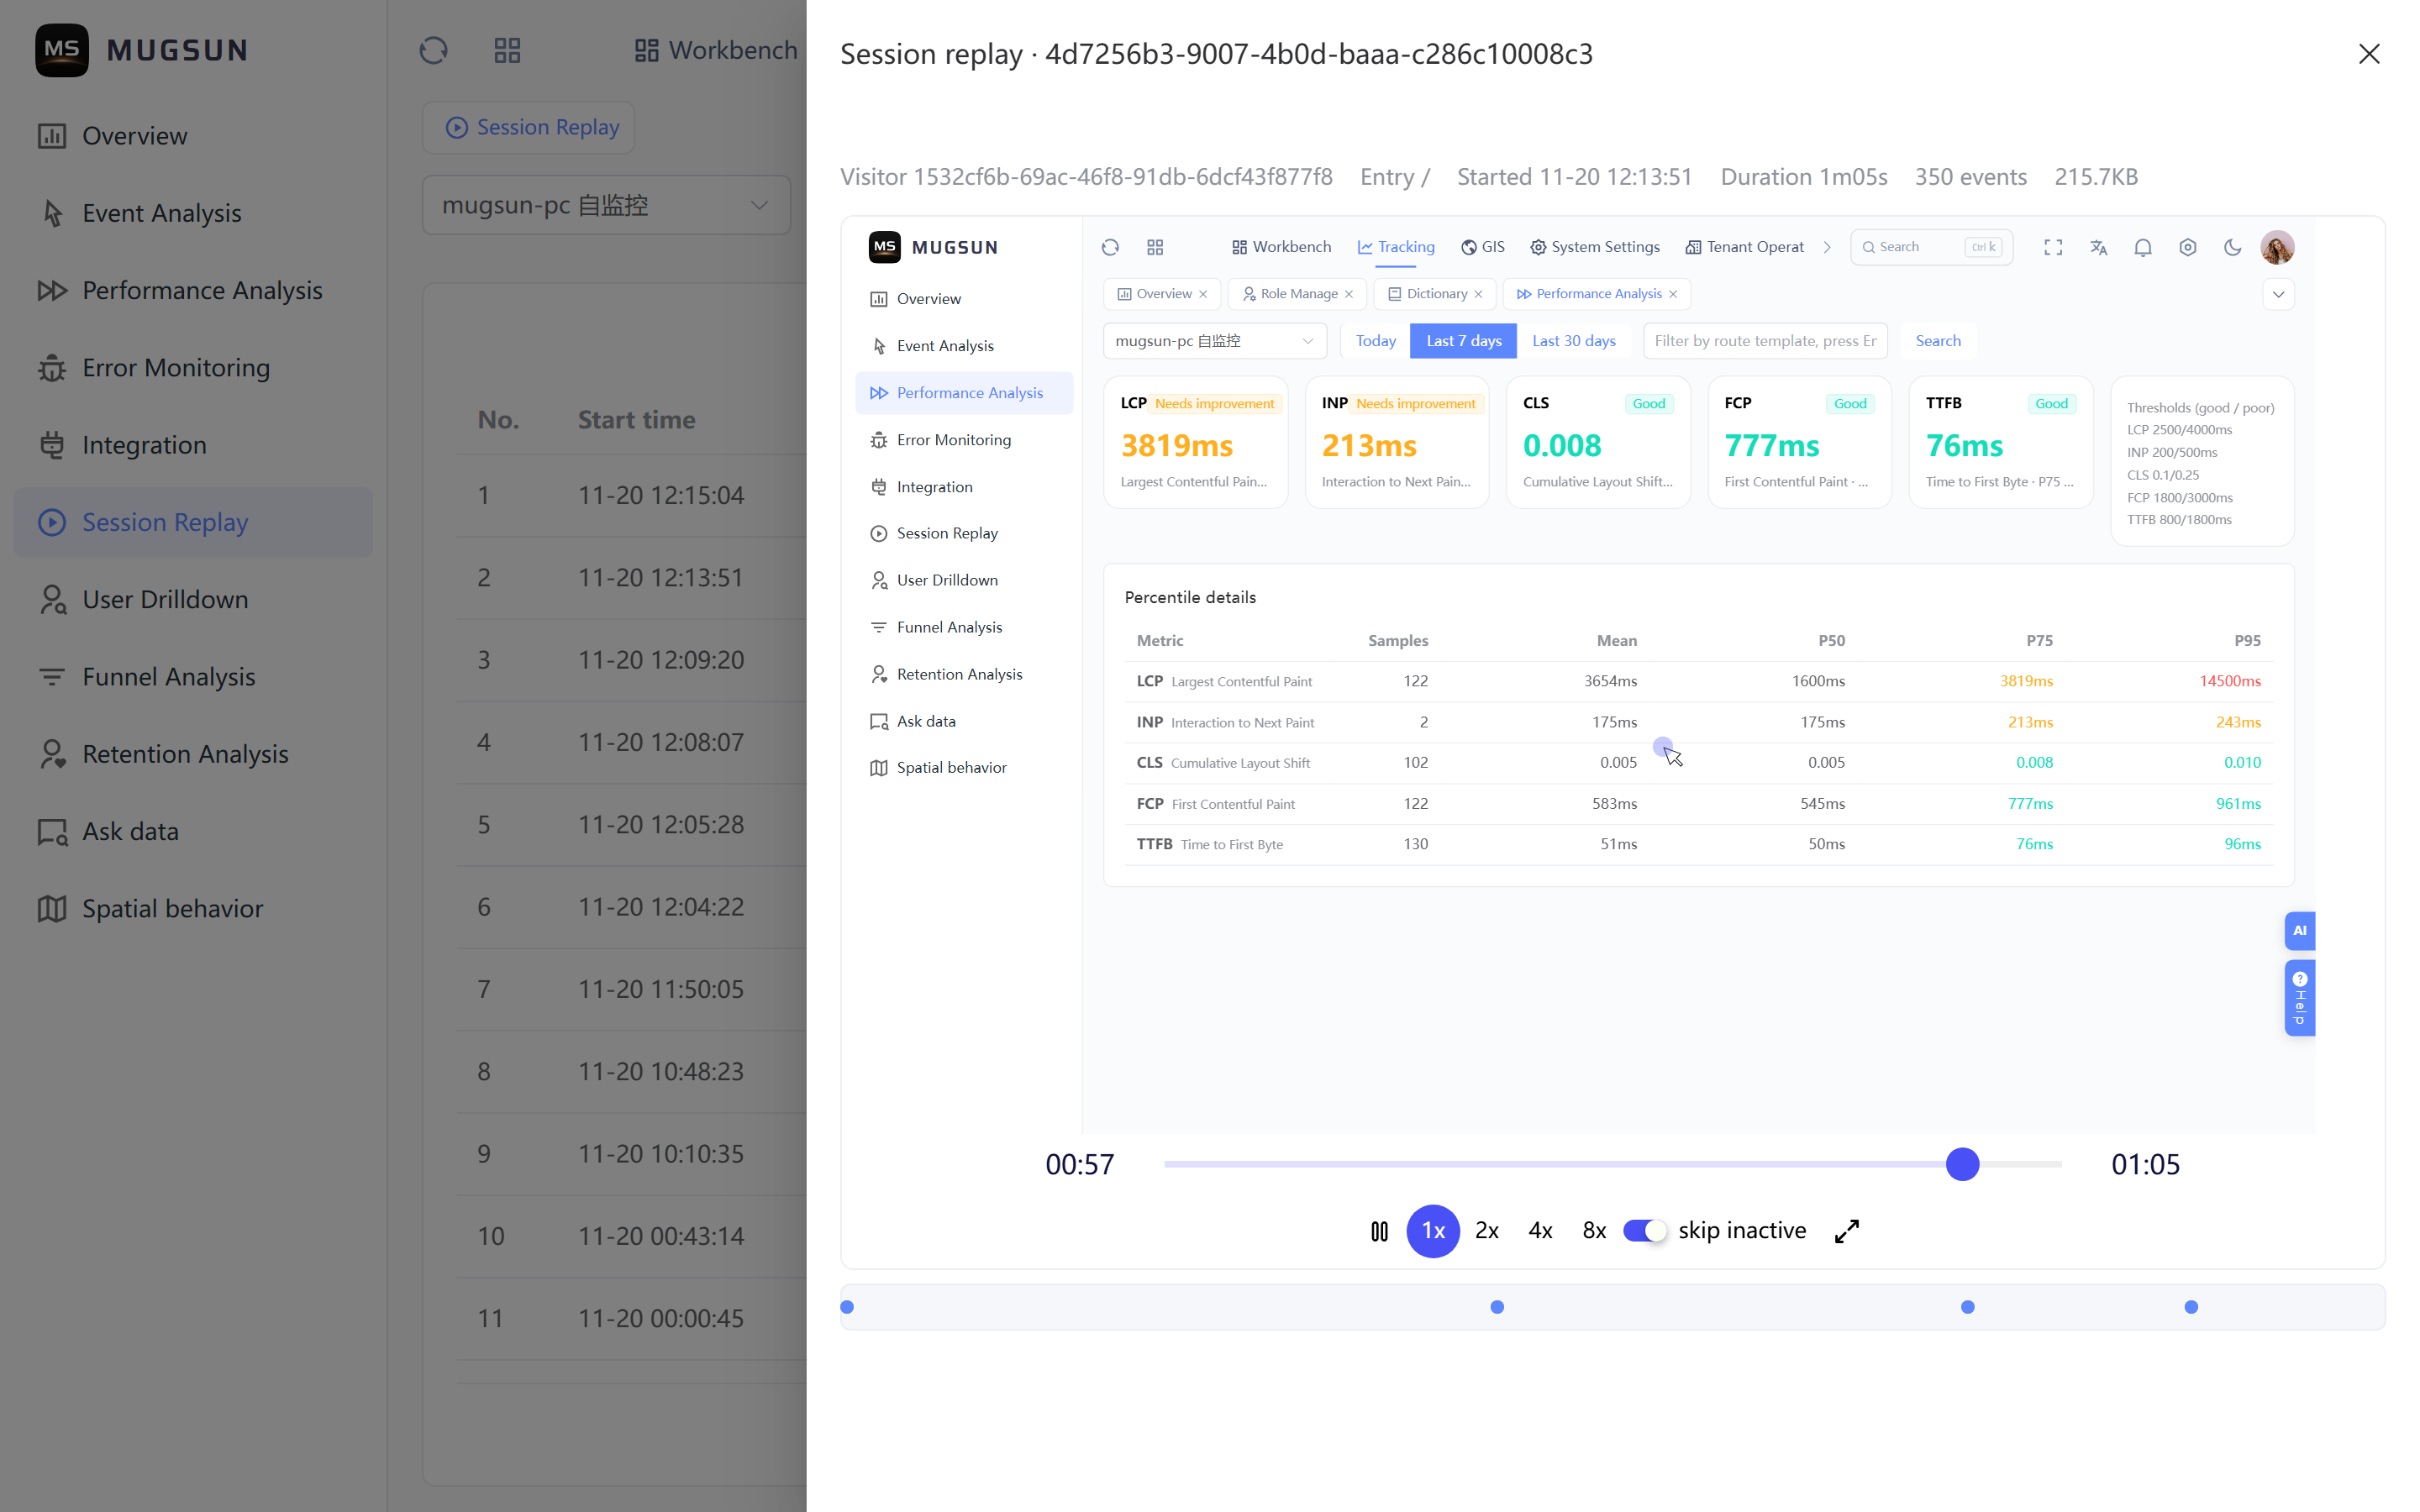 MS MUGSUN
Overview
Event Analysis
Performance Analysis
Error Monitoring
Integration
Session Replay
User Drilldown
Funnel Analysis
Retention Analysis
Ask data
Spatial behavior
Workbench
Session Replay
mugsun-pc 自监控
No. Start time
1 11-20 12:15:04
2 11-20 12:13:51
3 11-20 12:09:20
4 11-20 12:08:07
5 11-20 12:05:28
6 11-20 12:04:22
7 11-20 11:50:05
8 11-20 10:48:23
9 11-20 10:10:35
10 11-20 00:43:14
11 11-20 00:00:45
Session replay · 4d7256b3-9007-4b0d-baaa-c286c10008c3
Visitor 1532cf6b-69ac-46f8-91db-6dcf43f877f8 Entry / Started 11-20 12:13:51 Duration 1m05s 350 events 215.7KB
MS MUGSUN
Overview
Event Analysis
Performance Analysis
Error Monitoring
Integration
Session Replay
User Drilldown
Funnel Analysis
Retention Analysis
Ask data
Spatial behavior
Workbench Tracking GIS System Settings Tenant Operat Search Ctrl k
Overview Role Manage Dictionary Performance Analysis
mugsun-pc 自监控 Today Last 7 days Last 30 days Filter by route template, press Er Search
LCP Needs improvement
3819ms
Largest Contentful Pain...
INP Needs improvement
213ms
Interaction to Next Pain...
CLS Good
0.008
Cumulative Layout Shift...
FCP Good
777ms
First Contentful Paint · ...
TTFB Good
76ms
Time to First Byte · P75 ...
Thresholds (good / poor)
LCP 2500/4000ms
INP 200/500ms
CLS 0.1/0.25
FCP 1800/3000ms
TTFB 800/1800ms
Percentile details
Metric Samples Mean P50 P75 P95
LCP Largest Contentful Paint 122 3654ms 1600ms 3819ms 14500ms
INP Interaction to Next Paint 2 175ms 175ms 213ms 243ms
CLS Cumulative Layout Shift 102 0.005 0.005 0.008 0.010
FCP First Contentful Paint 122 583ms 545ms 777ms 961ms
TTFB Time to First Byte 130 51ms 50ms 76ms 96ms
AI
? Help
00:57 01:05
1x 2x 4x 8x skip inactive